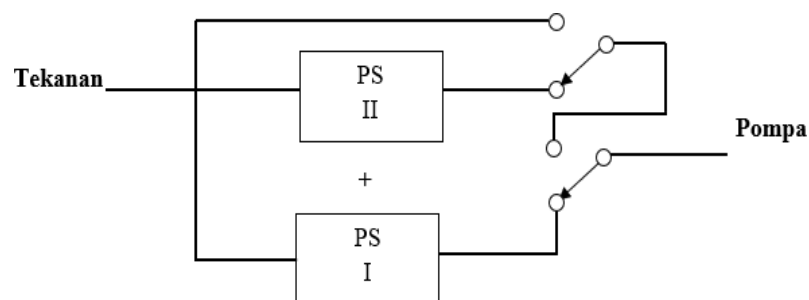 Tekanan
PS
II
Pompa
+
PS
I